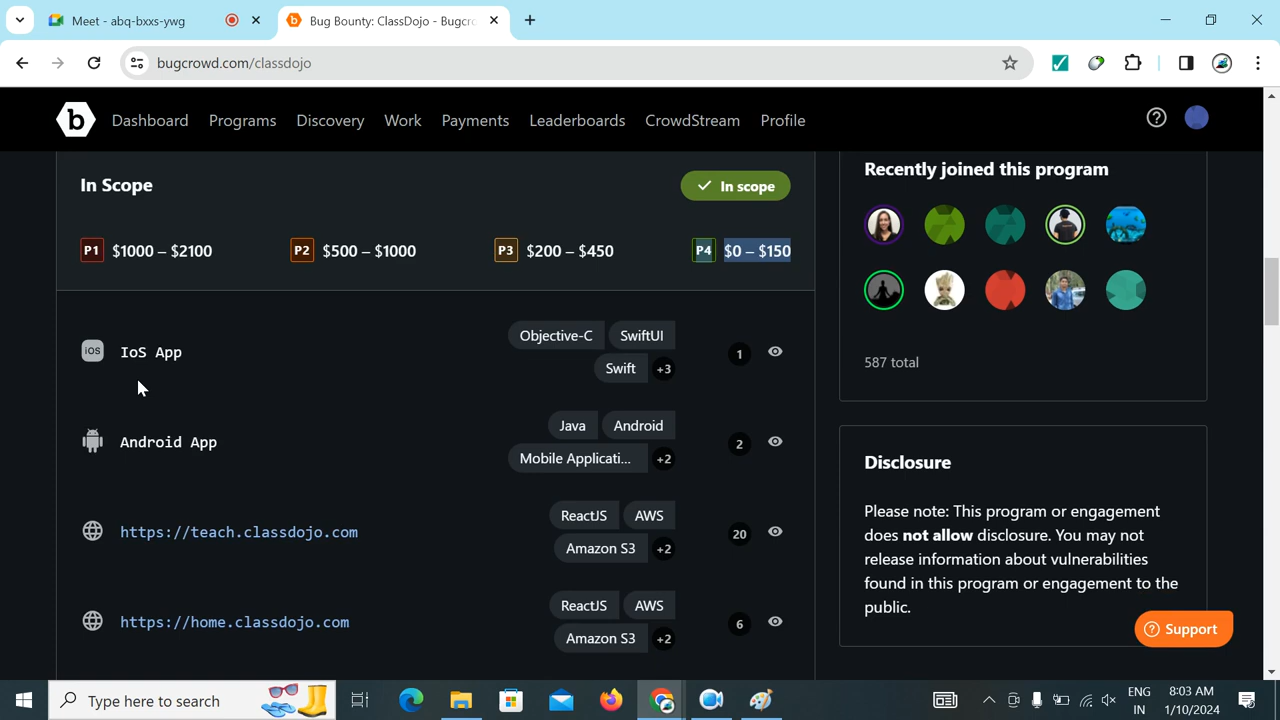 Meet - abq-bxxs-ywg
Bug Bounty: ClassDojo - Bugcro
bugcrowd.com/classdojo
b Dashboard Programs Discovery Work Payments Leaderboards CrowdStream Profile
In Scope
In scope
P1 $1000 – $2100 P2 $500 – $1000 P3 $200 – $450 P4 $0 – $150
iOS IoS App
Objective-C SwiftUI
Swift +3
1
Android App
Java Android
Mobile Applicati... +2
2
https://teach.classdojo.com
ReactJS AWS
Amazon S3 +2
20
https://home.classdojo.com
ReactJS AWS
Amazon S3 +2
6
Recently joined this program
587 total
Disclosure
Please note: This program or engagement
does not allow disclosure. You may not
release information about vulnerabilities
found in this program or engagement to the
public.
Support
Type here to search
ENG
IN
8:03 AM
1/10/2024